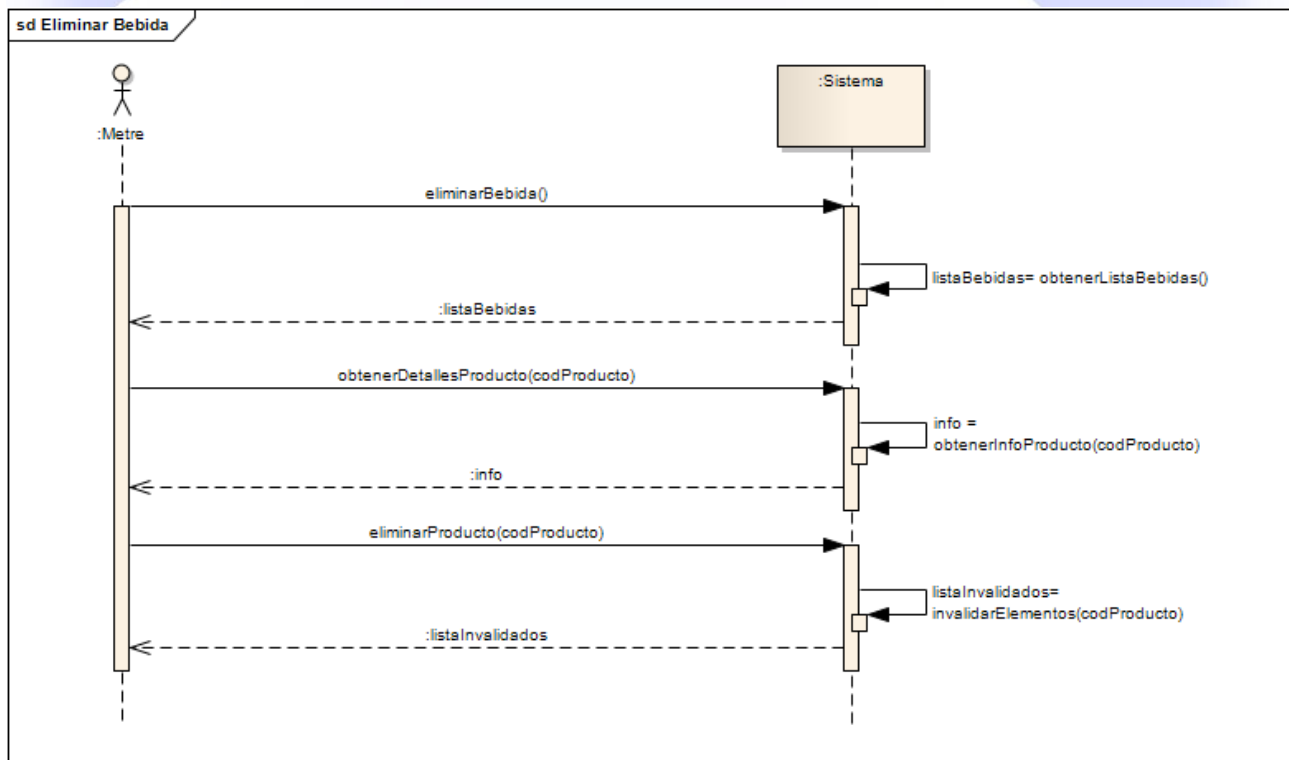 sd Eliminar Bebida
:Metre
:Sistema
eliminarBebida()
listaBebidas= obtenerListaBebidas()
:listaBebidas
obtenerDetallesProducto(codProducto)
info =
obtenerInfoProducto(codProducto)
:info
eliminarProducto(codProducto)
listaInvalidados=
invalidarElementos(codProducto)
:listaInvalidados